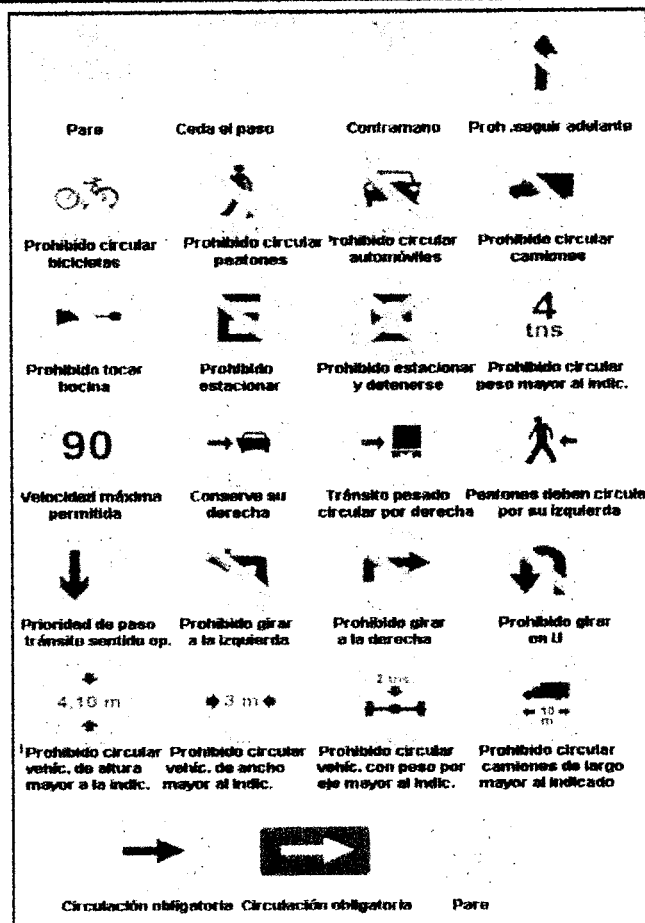 Pare Ceda el paso Contramano Proh .seguir adelante
Prohibido circular bicicletas
Prohibido circular peatones
Prohibido circular automóviles
Prohibido circular camiones
Prohibido tocar bocina
Prohibido estacionar
Prohibido estacionar y detenerse
4
tns
Prohibido circular peso mayor al indic.
90
Velocidad máxima permitida
Conserve su derecha
Tránsito pesado circular por derecha
Peatones deben circular por su izquierda
Prioridad de paso tránsito sentido op.
Prohibido girar a la izquierda
Prohibido girar a la derecha
Prohibido girar en U
4,10 m
Prohibido circular vehíc. de altura mayor a la indic.
3 m
Prohibido circular vehíc. de ancho mayor al indic.
2 tns
Prohibido circular vehíc. con peso por eje mayor al indic.
10
m
Prohibido circular camiones de largo mayor al indicado
Circulación obligatoria Circulación obligatoria Pare